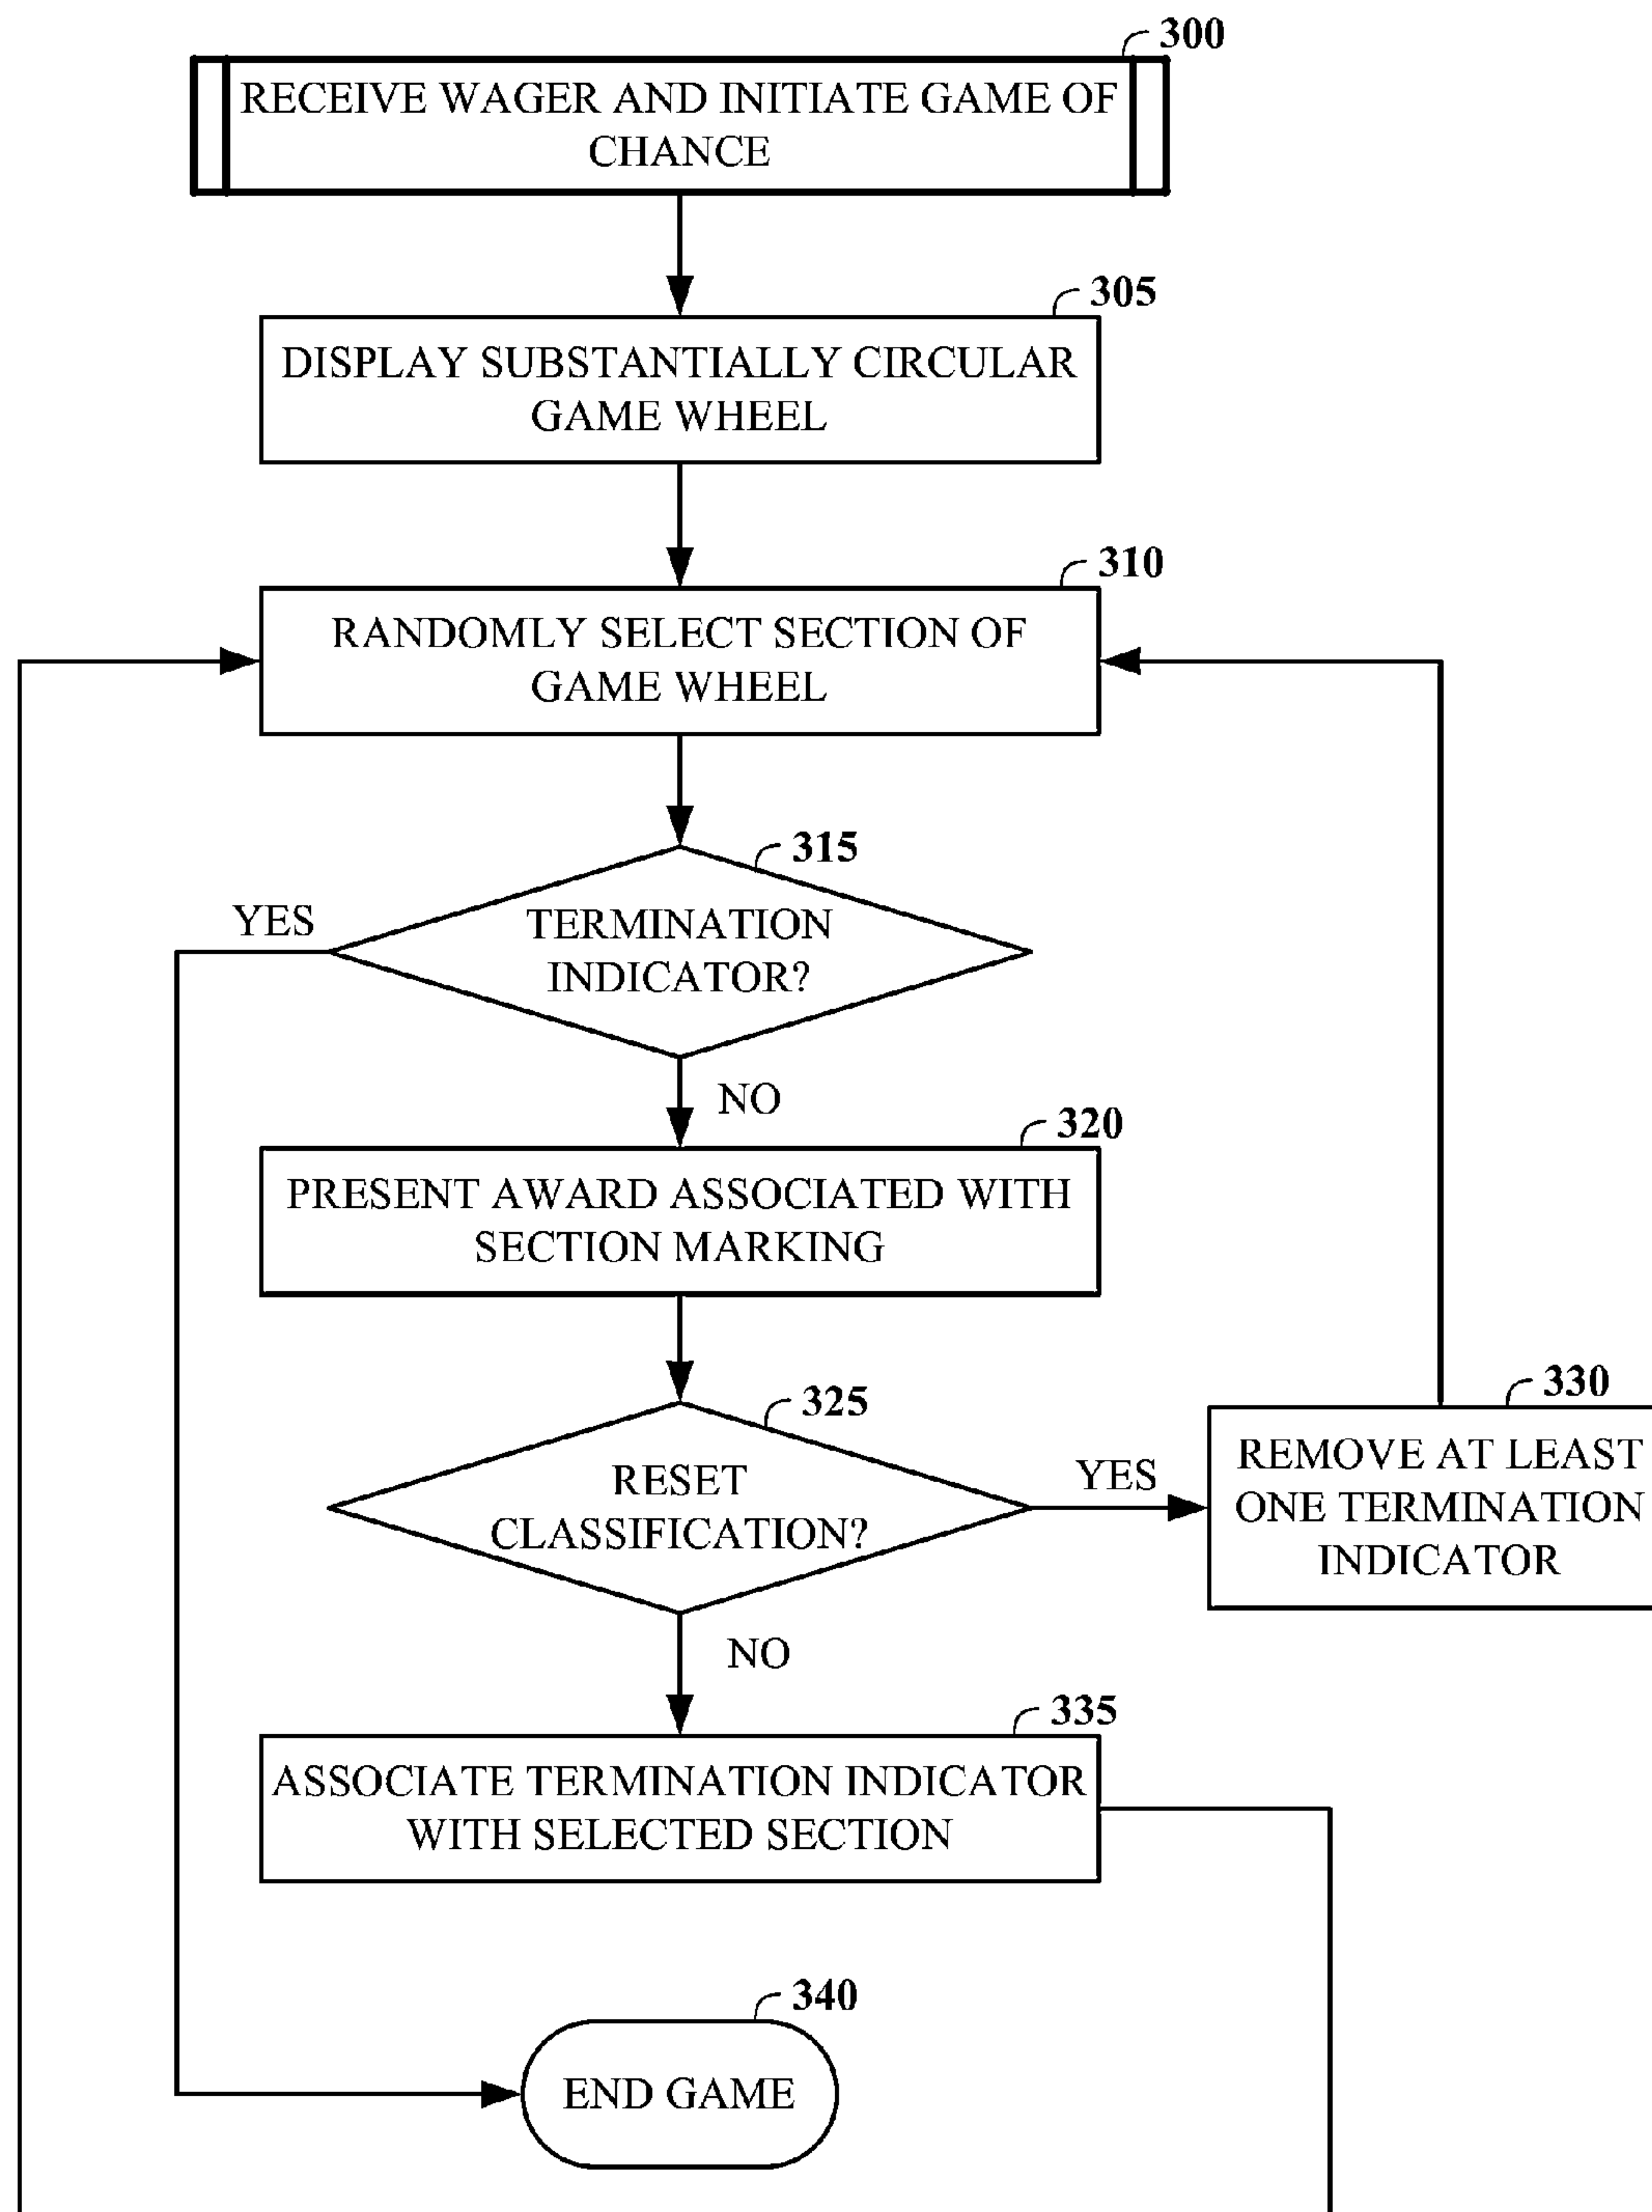 300
RECEIVE WAGER AND INITIATE GAME OF
CHANCE
305
DISPLAY SUBSTANTIALLY CIRCULAR
GAME WHEEL
310
RANDOMLY SELECT SECTION OF
GAME WHEEL
315
YES
TERMINATION
INDICATOR?
NO
320
PRESENT AWARD ASSOCIATED WITH
SECTION MARKING
325
RESET
CLASSIFICATION?
YES
330
REMOVE AT LEAST
ONE TERMINATION
INDICATOR
NO
335
ASSOCIATE TERMINATION INDICATOR
WITH SELECTED SECTION
340
END GAME